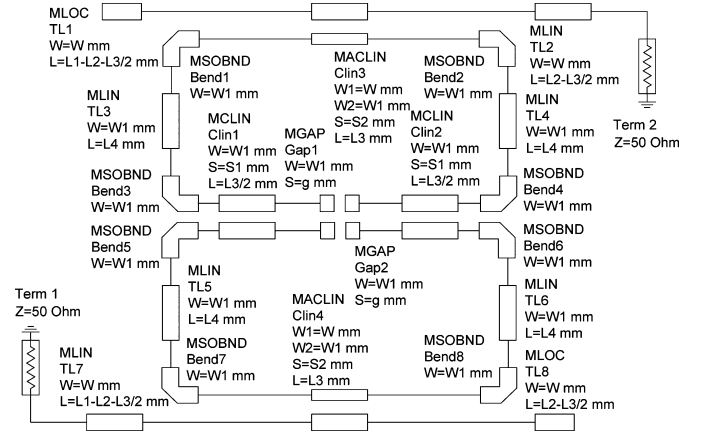 MLOC
TL1
W=W mm
L=L1-L2-L3/2 mm
MSOBND
Bend1
W=W1 mm
MACLIN
Clin3
W1=W mm
W2=W1 mm
S=S2 mm
L=L3 mm
MSOBND
Bend2
W=W1 mm
MLIN
TL2
W=W mm
L=L2-L3/2 mm
MLIN
TL3
W=W1 mm
L=L4 mm
MCLIN
Clin1
W=W1 mm
S=S1 mm
L=L3/2 mm
MGAP
Gap1
W=W1 mm
S=g mm
MCLIN
Clin2
W=W1 mm
S=S1 mm
L=L3/2 mm
MLIN
TL4
W=W1 mm
L=L4 mm
Term 2
Z=50 Ohm
MSOBND
Bend3
W=W1 mm
MSOBND
Bend4
W=W1 mm
MSOBND
Bend5
W=W1 mm
MSOBND
Bend6
W=W1 mm
MGAP
Gap2
W=W1 mm
S=g mm
MLIN
TL5
W=W1 mm
L=L4 mm
MLIN
TL6
W=W1 mm
L=L4 mm
Term 1
Z=50 Ohm
MACLIN
Clin4
W1=W mm
W2=W1 mm
S=S2 mm
L=L3 mm
MSOBND
Bend7
W=W1 mm
MSOBND
Bend8
W=W1 mm
MLIN
TL7
W=W mm
L=L1-L2-L3/2 mm
MLOC
TL8
W=W mm
L=L2-L3/2 mm